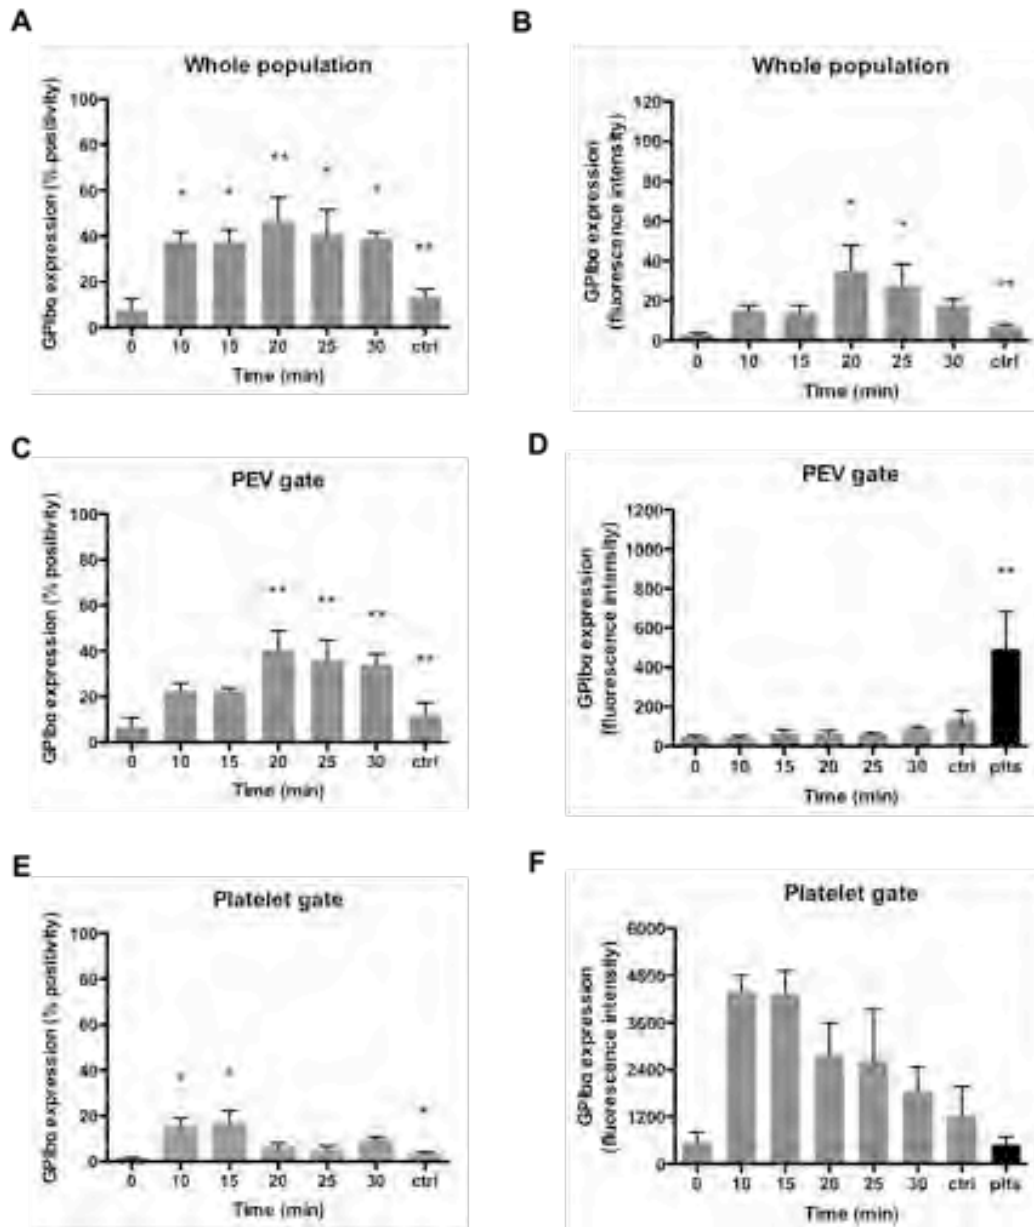 A
Whole population
GPIbα expression (% positivity)
100
80
60
40
20
0
* * ** * * **
0 10 15 20 25 30 ctrl
Time (min)
B
Whole population
GPIbα expression
(fluorescence intensity)
120
100
80
60
40
20
0
* * **
0 10 15 20 25 30 ctrl
Time (min)
C
PEV gate
GPIbα expression (% positivity)
100
80
60
40
20
0
** ** ** **
0 10 15 20 25 30 ctrl
Time (min)
D
PEV gate
GPIbα expression
(fluorescence intensity)
1200
1000
800
600
400
200
0
**
0 10 15 20 25 30 ctrl plts
Time (min)
E
Platelet gate
GPIbα expression (% positivity)
100
80
60
40
20
0
* * *
0 10 15 20 25 30 ctrl
Time (min)
F
Platelet gate
GPIbα expression
(fluorescence intensity)
6000
4800
3600
2400
1200
0
0 10 15 20 25 30 ctrl plts
Time (min)